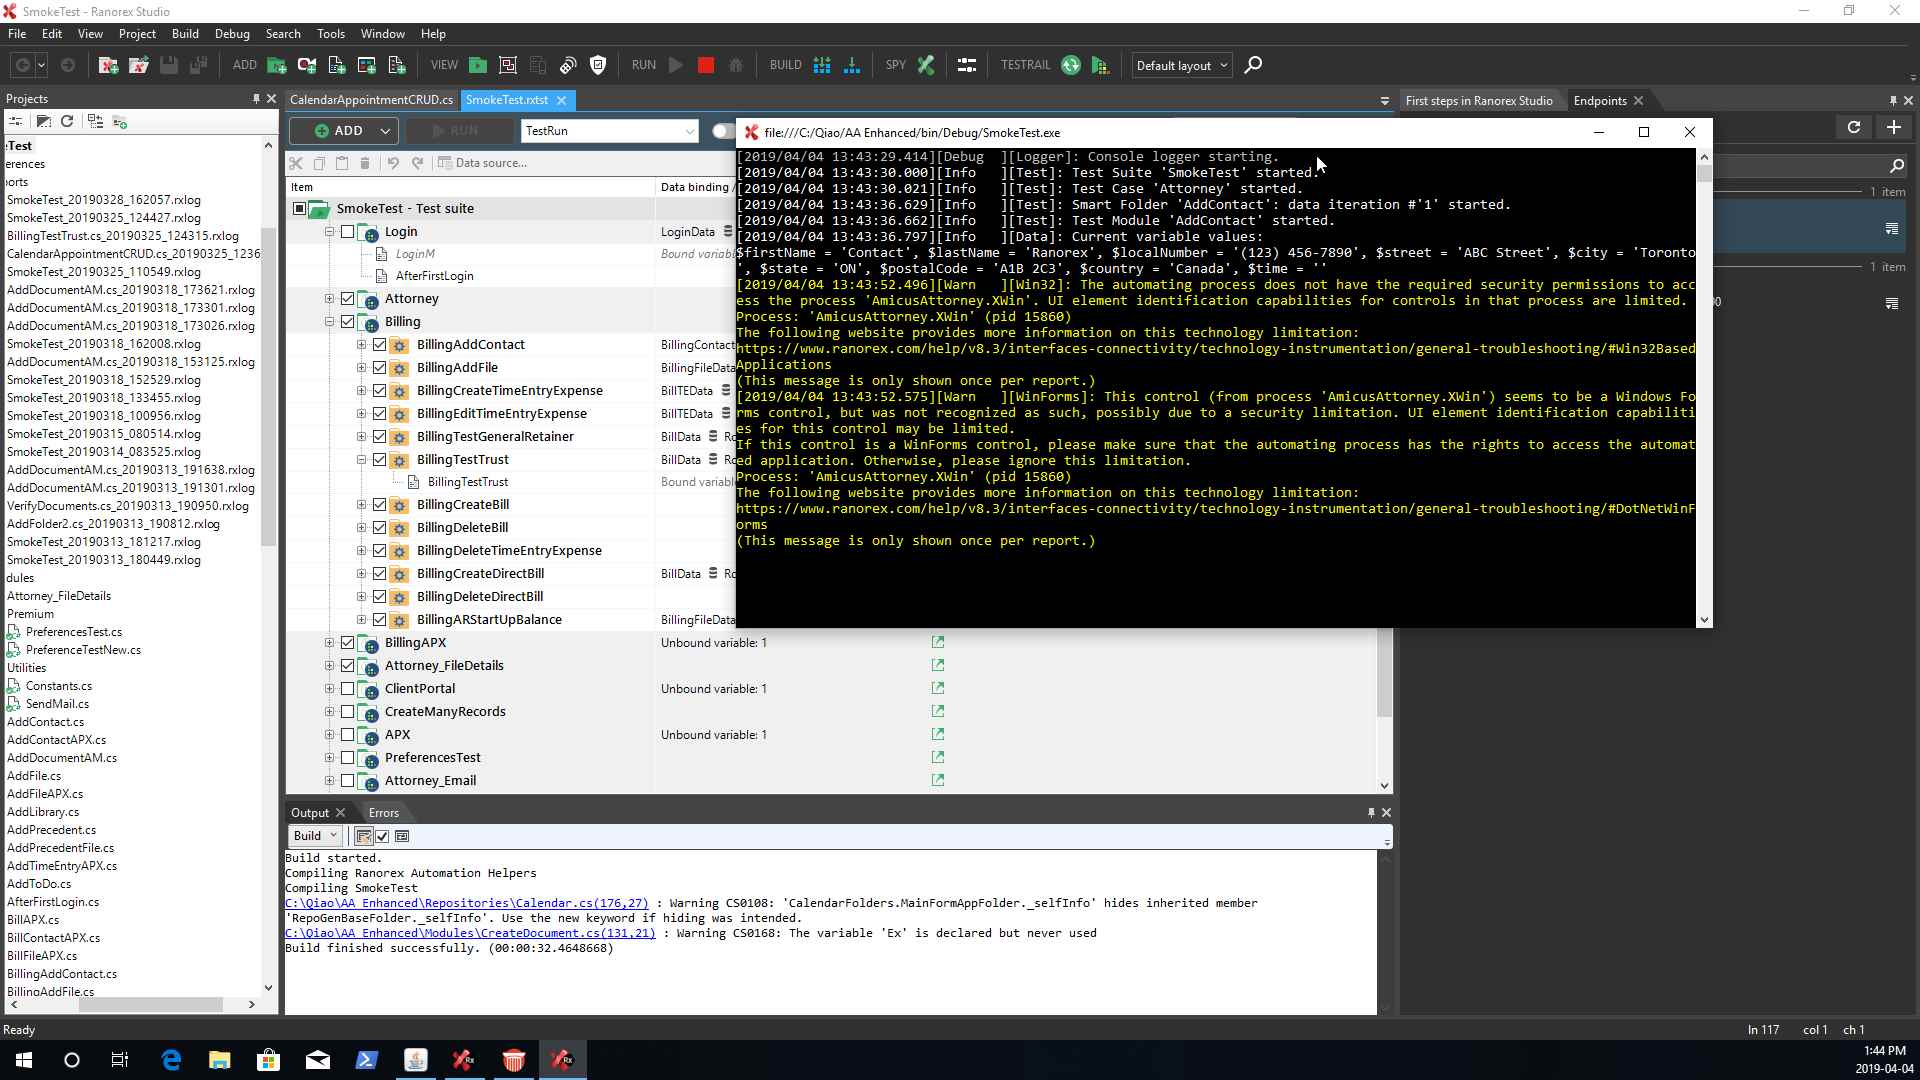 SmokeTest - Ranorex Studio
File Edit View Project Build Debug Search Tools Window Help
ADD VIEW RUN BUILD SPY TESTRAIL Default layout
Projects
Test
erences
orts
SmokeTest_20190328_162057.rxlog
SmokeTest_20190325_124427.rxlog
BillingTestTrust.cs_20190325_124315.rxlog
CalendarAppointmentCRUD.cs_20190325_1236
SmokeTest_20190325_110549.rxlog
AddDocumentAM.cs_20190318_173621.rxlog
AddDocumentAM.cs_20190318_173301.rxlog
AddDocumentAM.cs_20190318_173026.rxlog
SmokeTest_20190318_162008.rxlog
AddDocumentAM.cs_20190318_153125.rxlog
SmokeTest_20190318_152529.rxlog
SmokeTest_20190318_133455.rxlog
SmokeTest_20190318_100956.rxlog
SmokeTest_20190315_080514.rxlog
SmokeTest_20190314_083525.rxlog
AddDocumentAM.cs_20190313_191638.rxlog
AddDocumentAM.cs_20190313_191301.rxlog
VerifyDocuments.cs_20190313_190950.rxlog
AddFolder2.cs_20190313_190812.rxlog
SmokeTest_20190313_181217.rxlog
SmokeTest_20190313_180449.rxlog
dules
Attorney_FileDetails
Premium
PreferencesTest.cs
PreferenceTestNew.cs
Utilities
Constants.cs
SendMail.cs
AddContact.cs
AddContactAPX.cs
AddDocumentAM.cs
AddFile.cs
AddFileAPX.cs
AddLibrary.cs
AddPrecedent.cs
AddPrecedentFile.cs
AddTimeEntryAPX.cs
AddToDo.cs
AfterFirstLogin.cs
BillAPX.cs
BillContactAPX.cs
BillFileAPX.cs
BillingAddContact.cs
BillingAddFile.cs
CalendarAppointmentCRUD.cs SmokeTest.rxtst
ADD RUN TestRun
Data source...
Item Data binding
SmokeTest - Test suite
Login LoginData
LoginM Bound variab
AfterFirstLogin
Attorney
Billing
BillingAddContact BillingContact
BillingAddFile BillingFileData
BillingCreateTimeEntryExpense BillTEData
BillingEditTimeEntryExpense BillTEData
BillingTestGeneralRetainer BillData Ro
BillingTestTrust BillData Ro
BillingTestTrust Bound variab
BillingCreateBill
BillingDeleteBill
BillingDeleteTimeEntryExpense
BillingCreateDirectBill BillData Ro
BillingDeleteDirectBill
BillingARStartUpBalance BillingFileData
BillingAPX Unbound variable: 1
Attorney_FileDetails
ClientPortal Unbound variable: 1
CreateManyRecords
APX Unbound variable: 1
PreferencesTest
Attorney_Email
file:///C:/Qiao/AA Enhanced/bin/Debug/SmokeTest.exe
[2019/04/04 13:43:29.414][Debug ][Logger]: Console logger starting.
[2019/04/04 13:43:30.000][Info ][Test]: Test Suite 'SmokeTest' started.
[2019/04/04 13:43:30.021][Info ][Test]: Test Case 'Attorney' started.
[2019/04/04 13:43:36.629][Info ][Test]: Smart Folder 'AddContact': data iteration #'1' started.
[2019/04/04 13:43:36.662][Info ][Test]: Test Module 'AddContact' started.
[2019/04/04 13:43:36.797][Info ][Data]: Current variable values:
$firstName = 'Contact', $lastName = 'Ranorex', $localNumber = '(123) 456-7890', $street = 'ABC Street', $city = 'Toronto
', $state = 'ON', $postalCode = 'A1B 2C3', $country = 'Canada', $time = ''
[2019/04/04 13:43:52.496][Warn ][Win32]: The automating process does not have the required security permissions to acc
ess the process 'AmicusAttorney.XWin'. UI element identification capabilities for controls in that process are limited.
Process: 'AmicusAttorney.XWin' (pid 15860)
The following website provides more information on this technology limitation:
https://www.ranorex.com/help/v8.3/interfaces-connectivity/technology-instrumentation/general-troubleshooting/#Win32Based
Applications
(This message is only shown once per report.)
[2019/04/04 13:43:52.575][Warn ][WinForms]: This control (from process 'AmicusAttorney.XWin') seems to be a Windows Fo
rms control, but was not recognized as such, possibly due to a security limitation. UI element identification capabiliti
es for this control may be limited.
If this control is a WinForms control, please make sure that the automating process has the rights to access the automat
ed application. Otherwise, please ignore this limitation.
Process: 'AmicusAttorney.XWin' (pid 15860)
The following website provides more information on this technology limitation:
https://www.ranorex.com/help/v8.3/interfaces-connectivity/technology-instrumentation/general-troubleshooting/#DotNetWinF
orms
(This message is only shown once per report.)
First steps in Ranorex Studio Endpoints
1 item
1 item
Output Errors
Build
Build started.
Compiling Ranorex Automation Helpers
Compiling SmokeTest
C:\Qiao\AA Enhanced\Repositories\Calendar.cs(176,27) : Warning CS0108: 'CalendarFolders.MainFormAppFolder._selfInfo' hides inherited member
'RepoGenBaseFolder._selfInfo'. Use the new keyword if hiding was intended.
C:\Qiao\AA Enhanced\Modules\CreateDocument.cs(131,21) : Warning CS0168: The variable 'Ex' is declared but never used
Build finished successfully. (00:00:32.4648668)
Ready
ln 117 col 1 ch 1
1:44 PM
2019-04-04